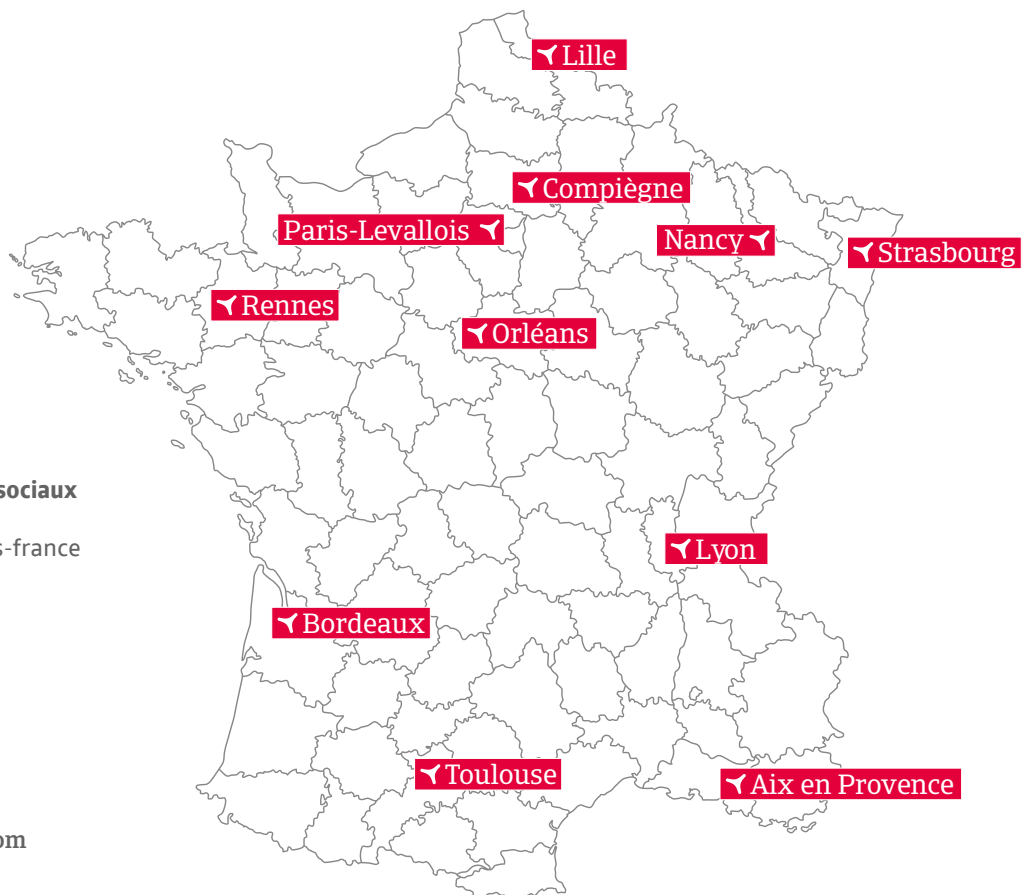 Lille
Compiègne
Paris-Levallois
Nancy
Strasbourg
Rennes
Orléans
sociaux
s-france
Lyon
Bordeaux
Toulouse
Aix en Provence
om